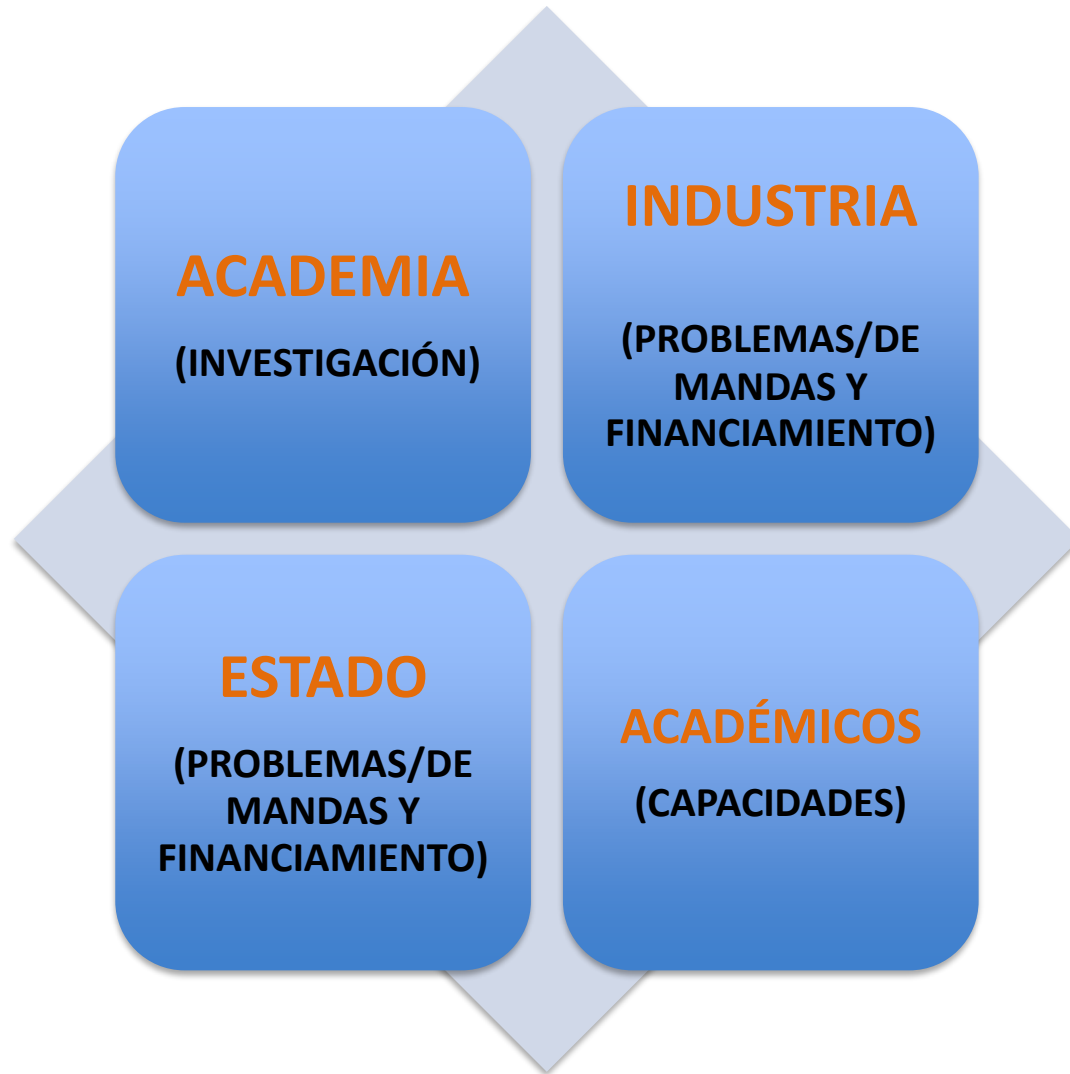 ACADEMIA
(INVESTIGACIÓN)
INDUSTRIA
(PROBLEMAS/DE
MANDAS Y
FINANCIAMIENTO)
ESTADO
(PROBLEMAS/DE
MANDAS Y
FINANCIAMIENTO)
ACADÉMICOS
(CAPACIDADES)